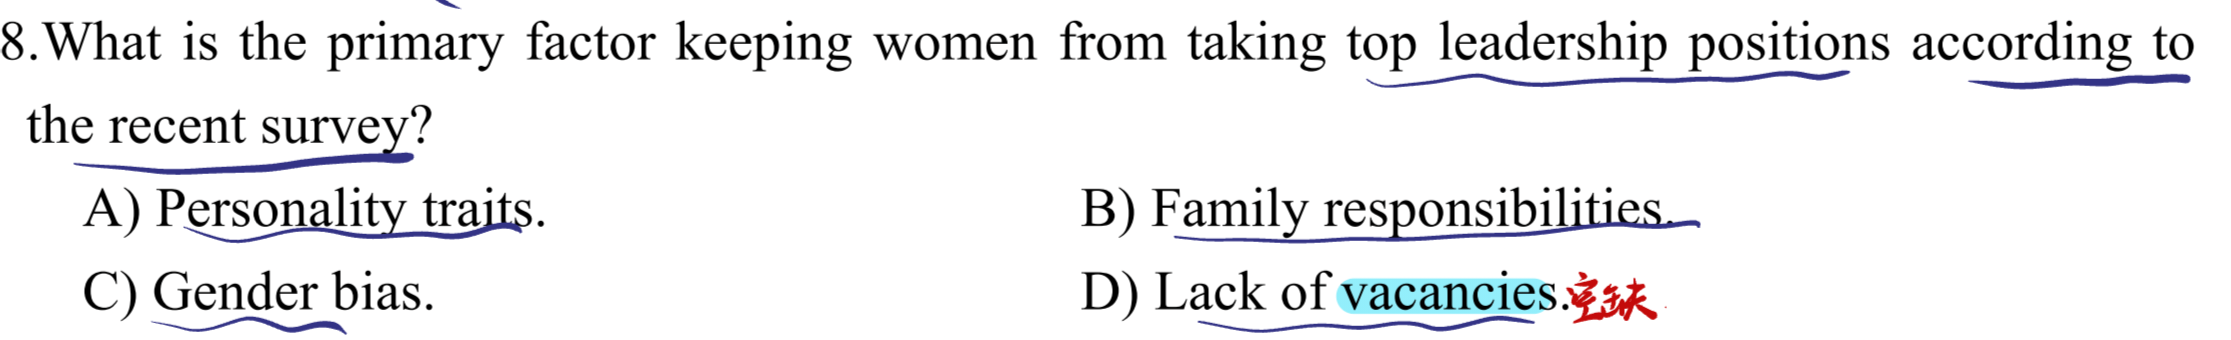 8.What is the primary factor keeping women from taking top leadership positions according to
the recent survey?
A) Personality traits. B) Family responsibilities.
C) Gender bias. D) Lack of vacancies.空缺